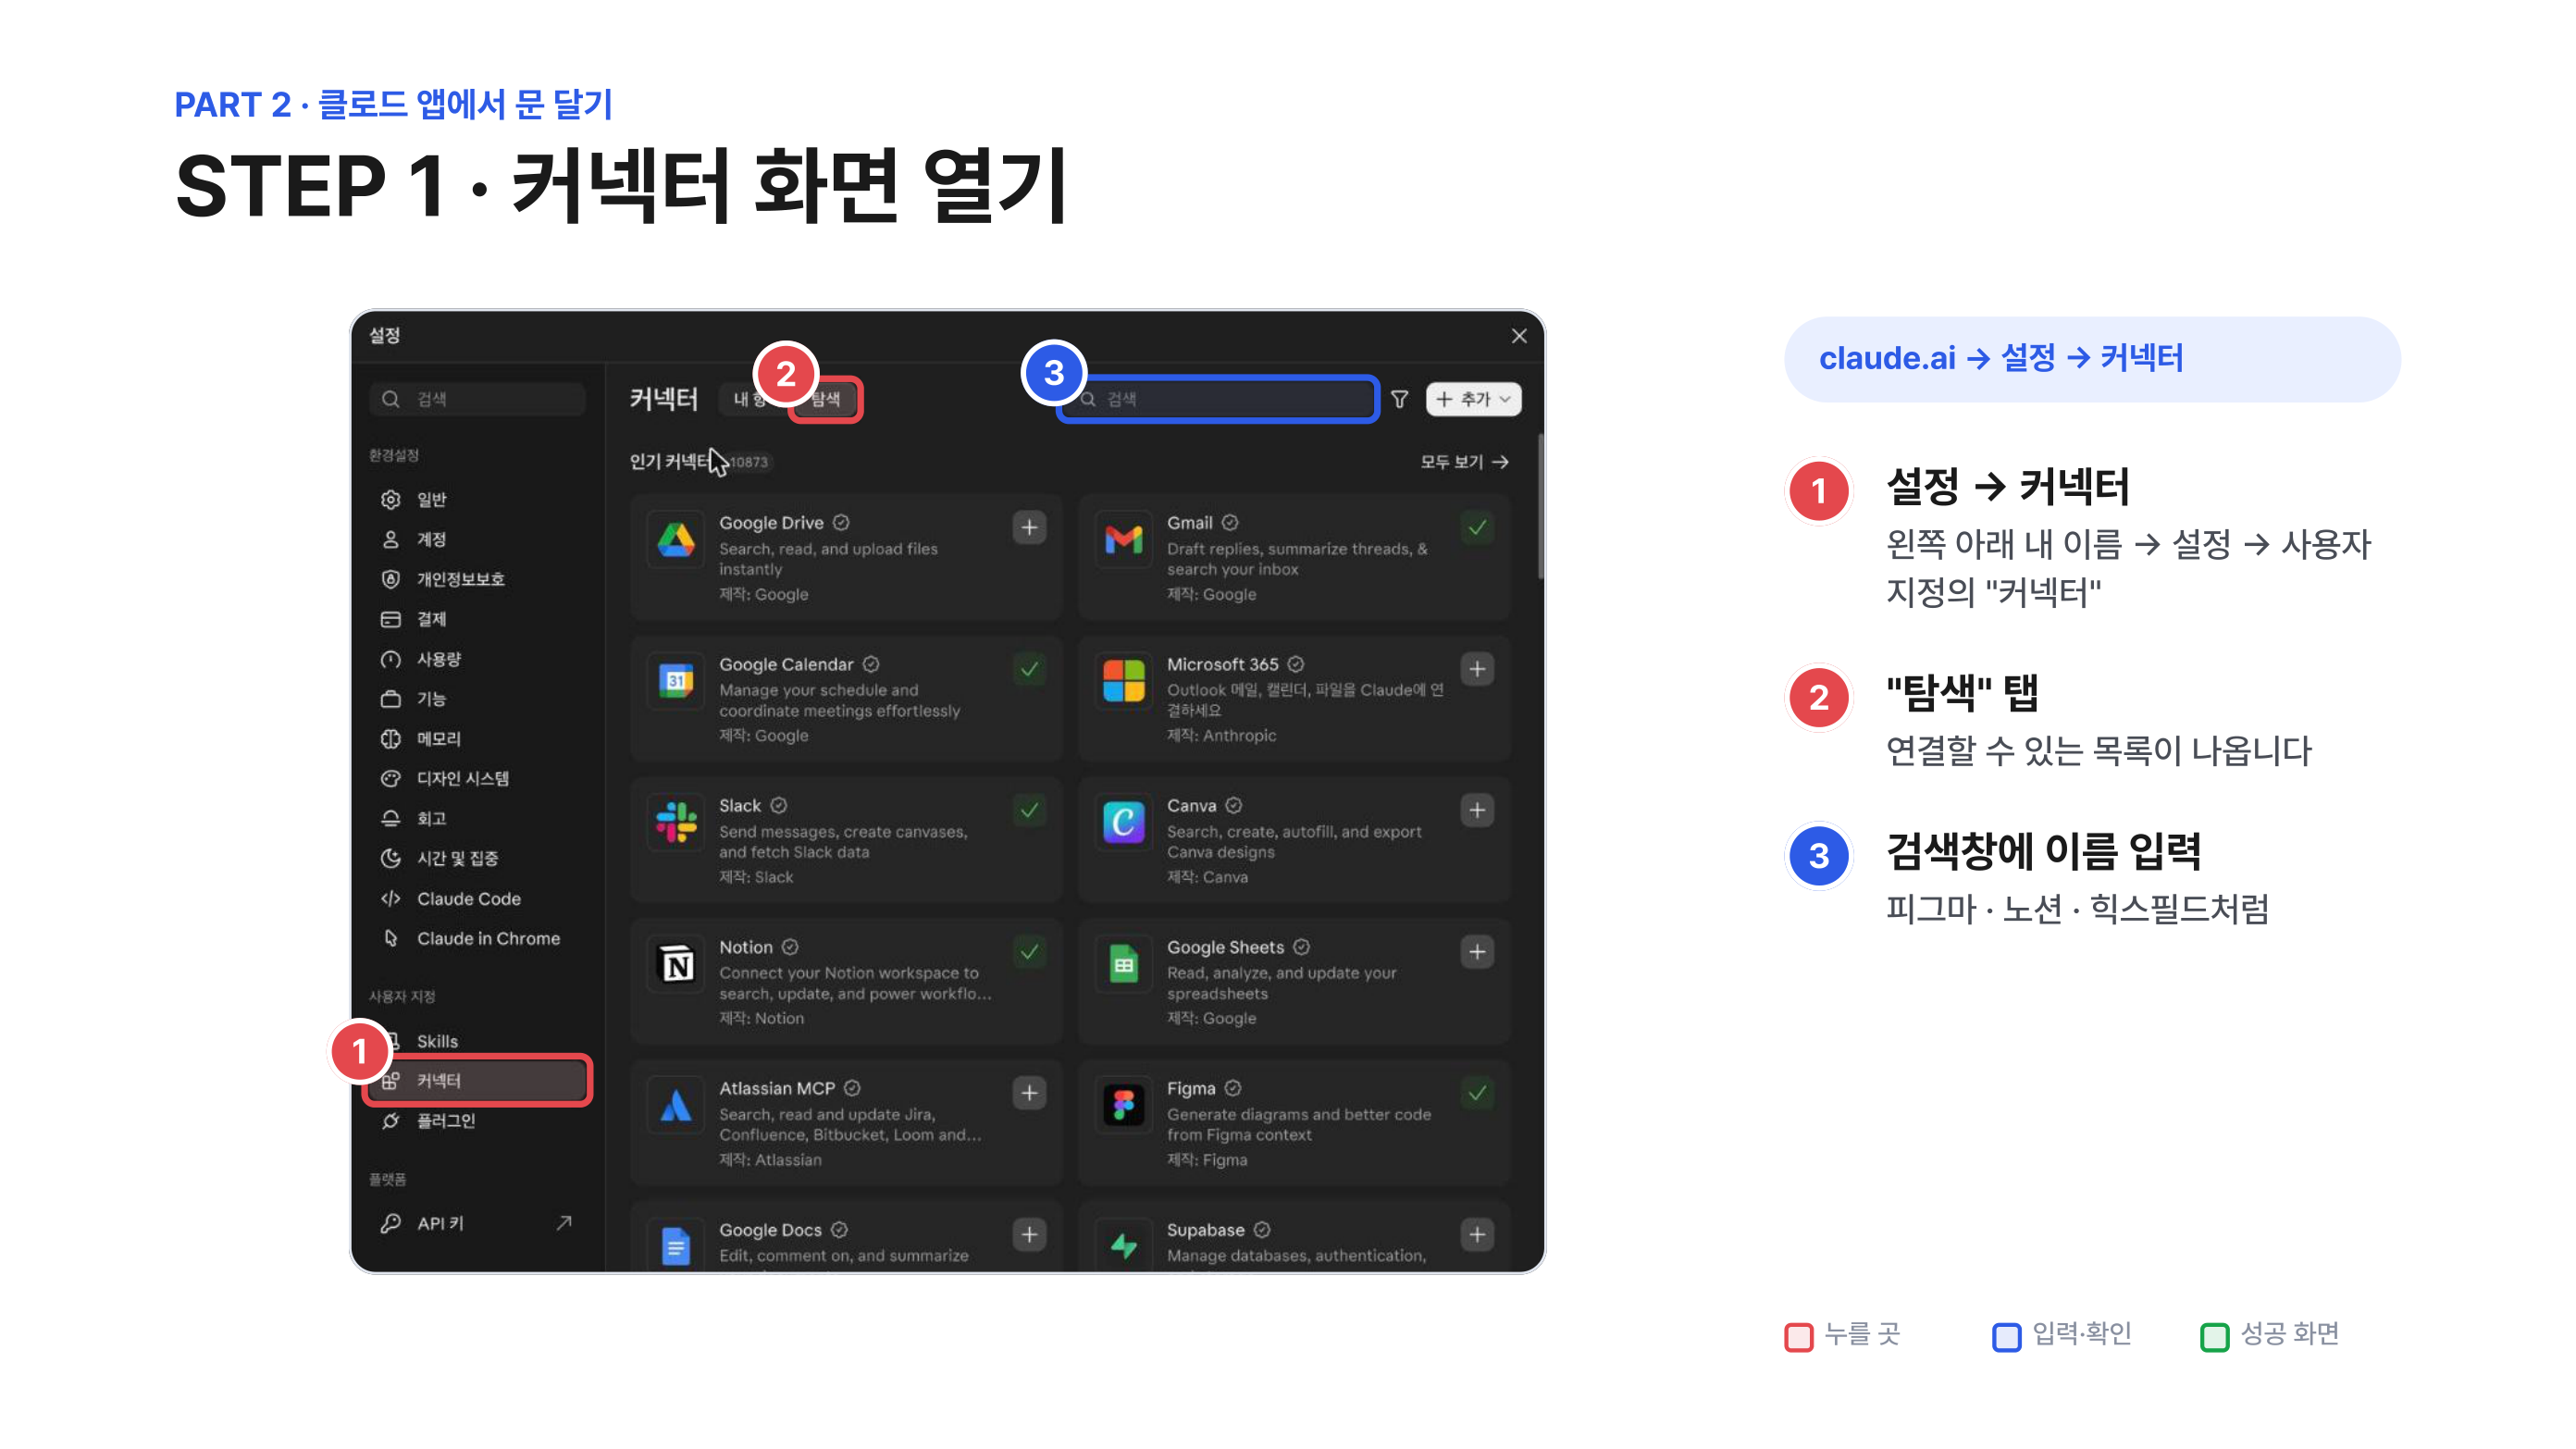 PART 2 · 클로드 앱에서 문 달기
STEP 1 · 커넥터 화면 열기
설정
검색
환경설정
일반
계정
개인정보보호
결제
사용량
기능
메모리
디자인 시스템
회고
시간 및 집중
Claude Code
Claude in Chrome
사용자 지정
1
Skills
커넥터
플러그인
플랫폼
API 키
커넥터
내
2
탐색
3
검색
추가
인기 커넥터
10873
모두 보기 →
Google Drive
Search, read, and upload files
instantly
제작: Google
Gmail
Draft replies, summarize threads, &
search your inbox
제작: Google
Google Calendar
31
Manage your schedule and
coordinate meetings effortlessly
제작: Google
Microsoft 365
Outlook 메일, 캘린더, 파일을 Claude에 연
결하세요
제작: Anthropic
Slack
Send messages, create canvases,
and fetch Slack data
제작: Slack
Canva
C
Search, create, autofill, and export
Canva designs
제작: Canva
Notion
N
Connect your Notion workspace to
search, update, and power workflo...
제작: Notion
Google Sheets
Read, analyze, and update your
spreadsheets
제작: Google
Atlassian MCP
Search, read and update Jira,
Confluence, Bitbucket, Loom and...
제작: Atlassian
Figma
Generate diagrams and better code
from Figma context
제작: Figma
Google Docs
Edit, comment on, and summarize
Supabase
Manage databases, authentication,
claude.ai → 설정 → 커넥터
1
설정 → 커넥터
왼쪽 아래 내 이름 → 설정 → 사용자
지정의 "커넥터"
2
"탐색" 탭
연결할 수 있는 목록이 나옵니다
3
검색창에 이름 입력
피그마 · 노션 · 힉스필드처럼
누를 곳
입력·확인
성공 화면